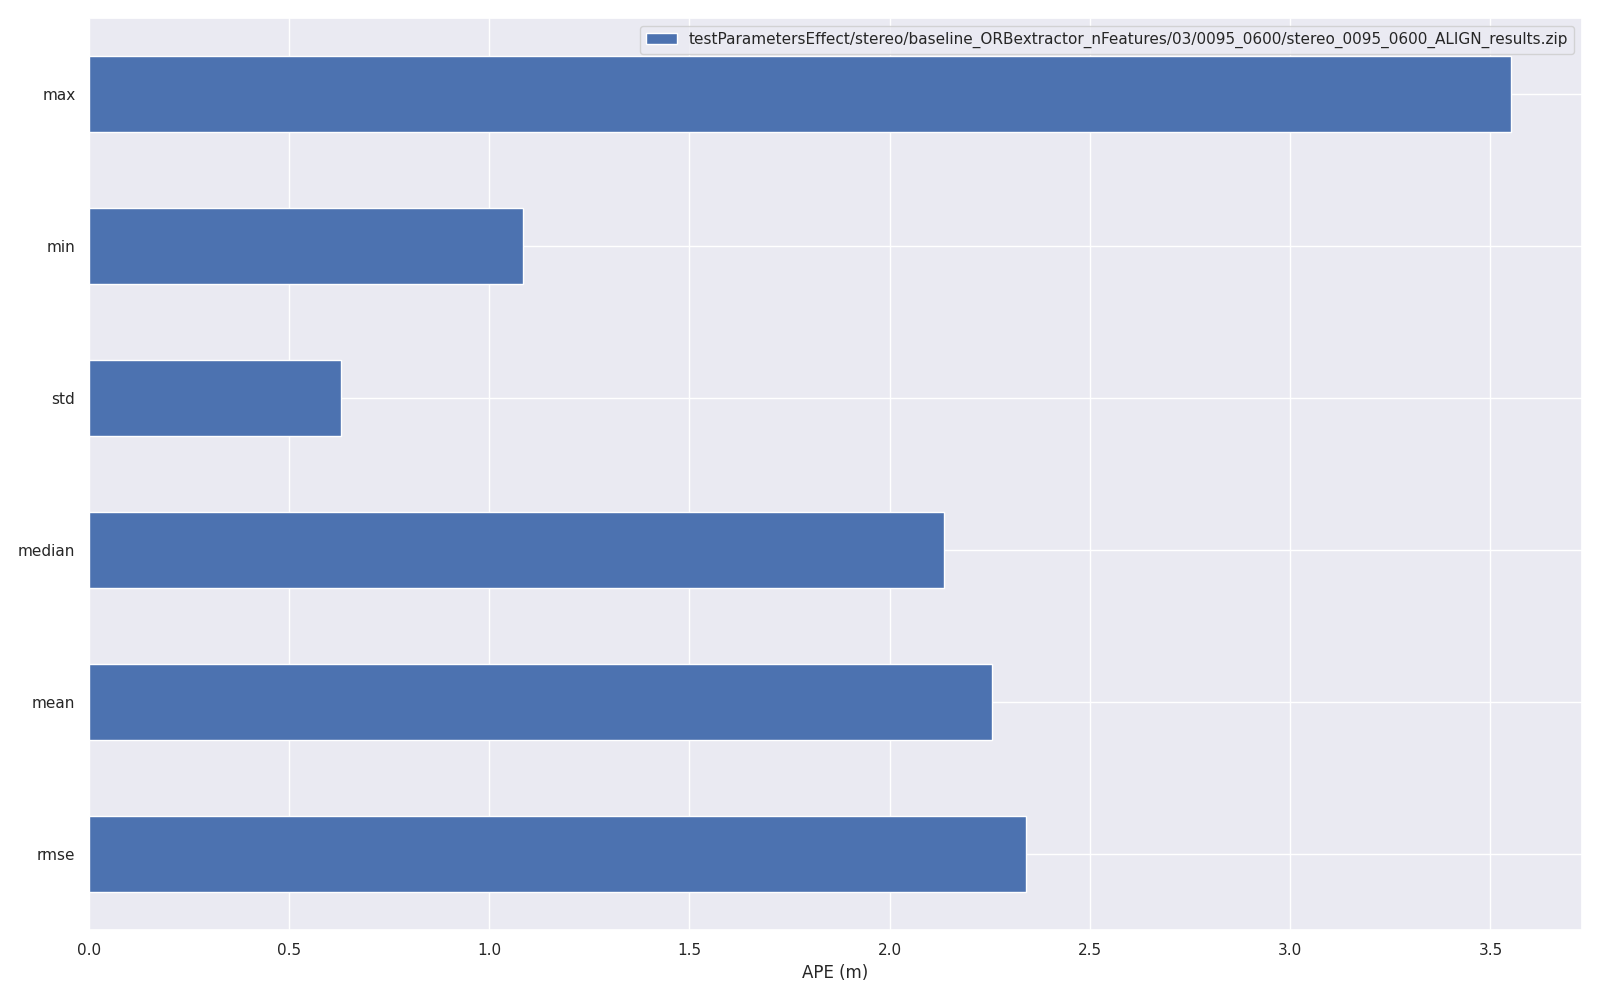 testParametersEffect/stereo/baseline_ORBextractor_nFeatures/03/0095_0600/stereo_0095_0600_ALIGN_results.zip
max
min
std
median
mean
rmse
0.0 0.5 1.0 1.5 2.0 2.5 3.0 3.5
APE (m)